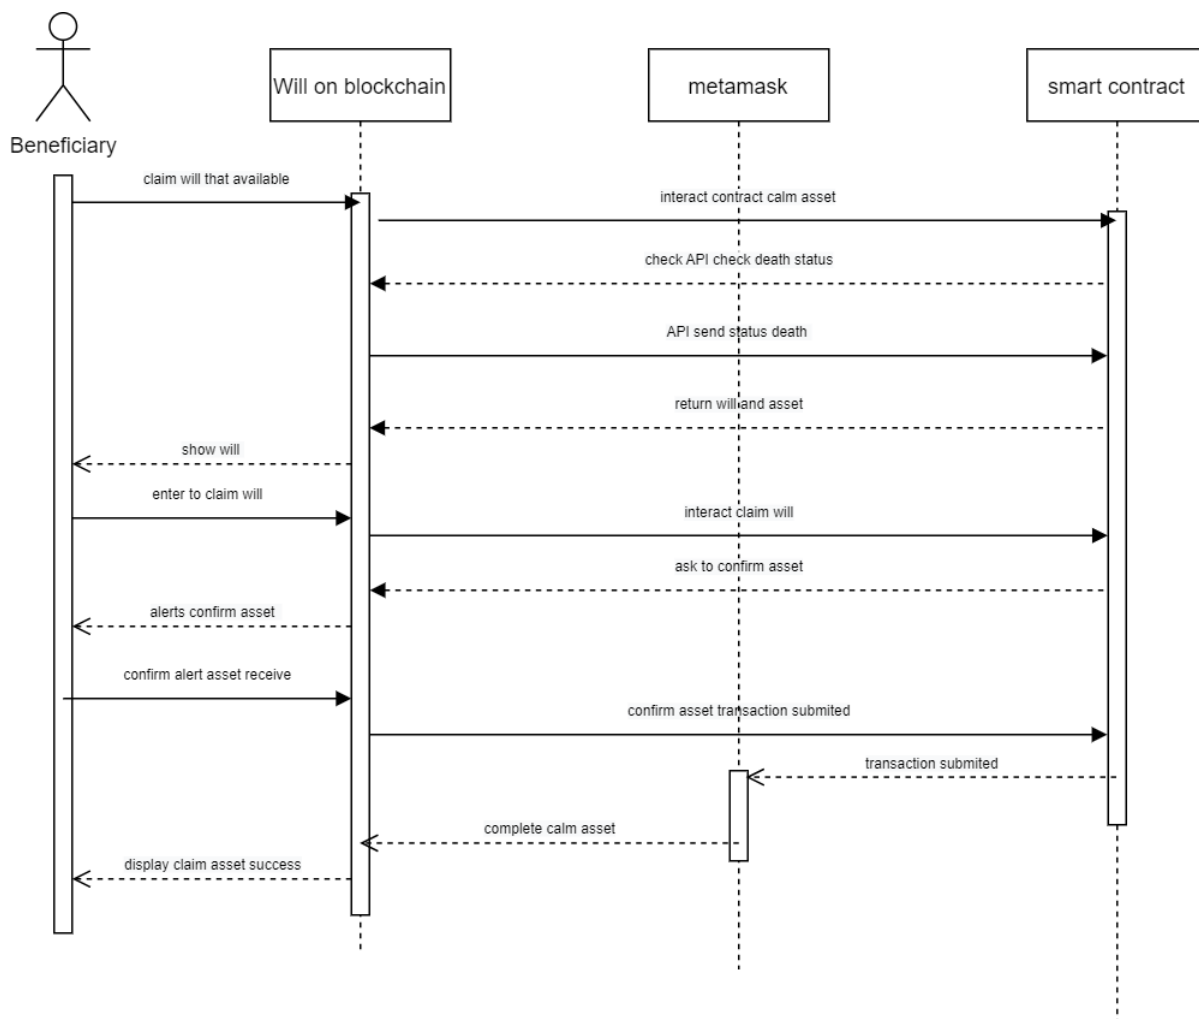 Will on blockchain
metamask
smart contract
Beneficiary
claim will that available
interact contract calm asset
check API check death status
API send status death
return will and asset
show will
enter to claim will
interact claim will
ask to confirm asset
alerts confirm asset
confirm alert asset receive
confirm asset transaction submited
transaction submited
complete calm asset
display claim asset success